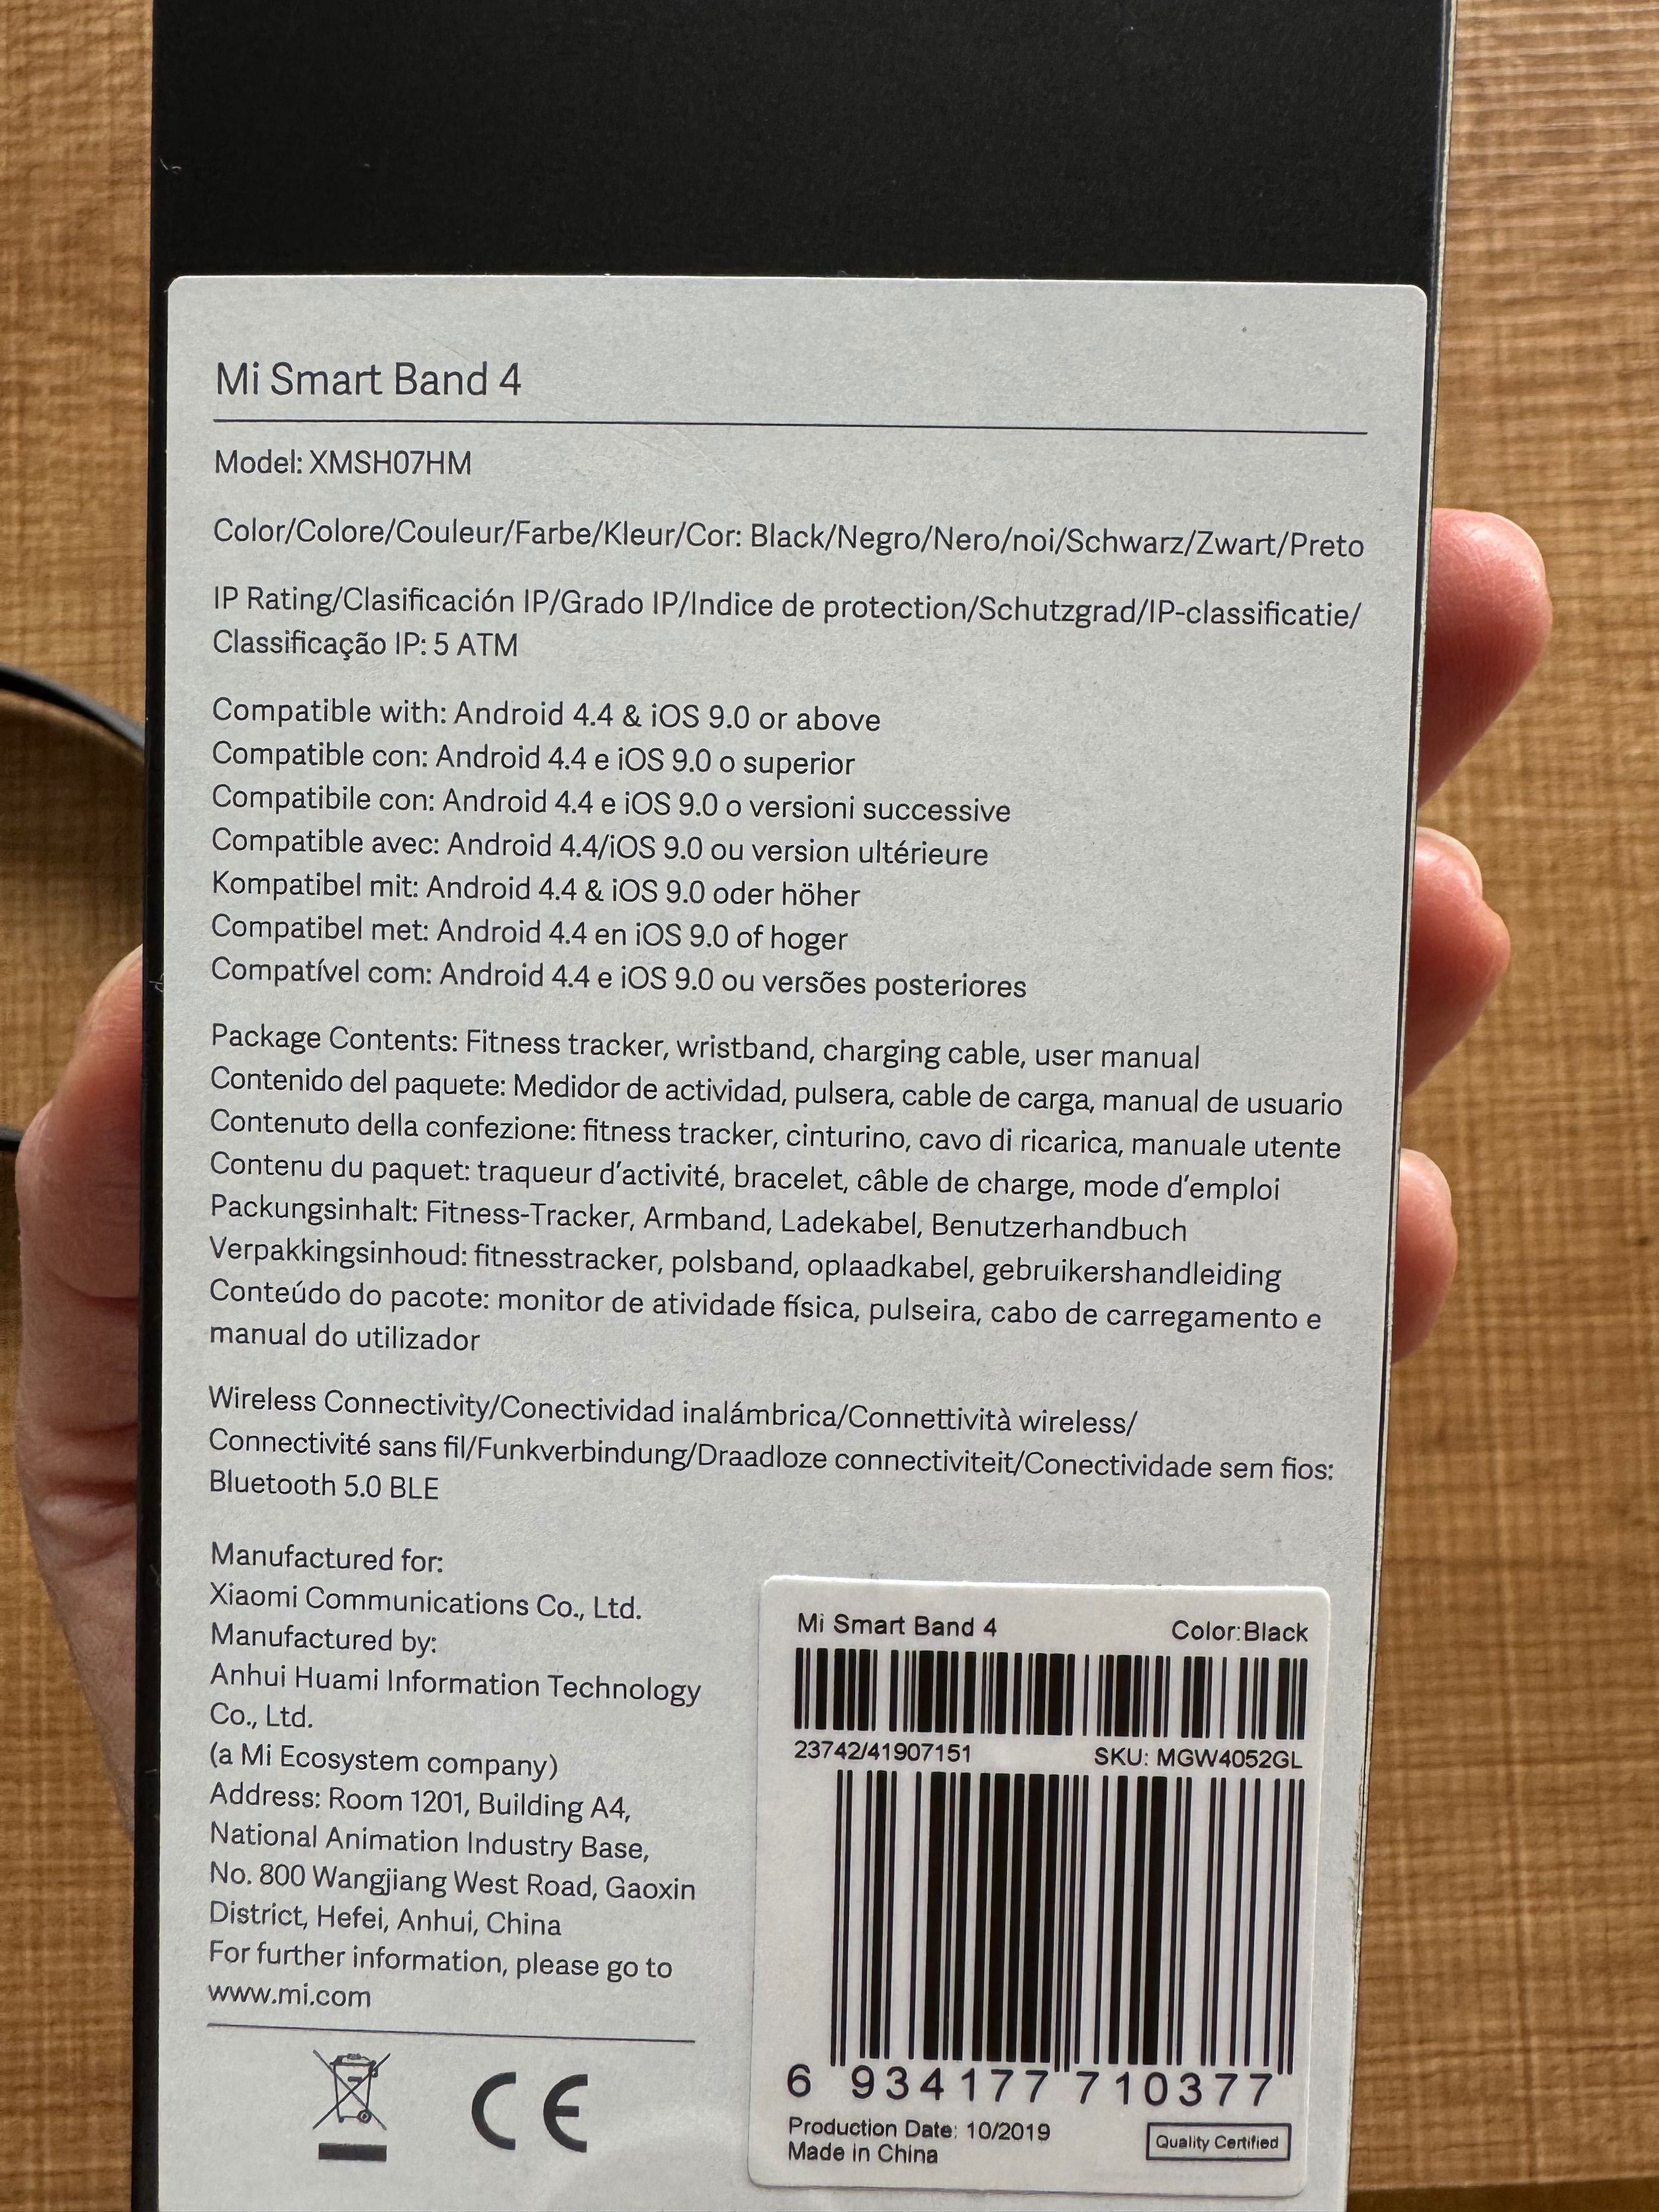 Mi Smart Band 4
Model: XMSH07HM
Color/Colore/Couleur/Farbe/Kleur/Cor: Black/Negro/Nero/noi/Schwarz/Zwart/Preto
IP Rating/Clasificación IP/Grado IP/Indice de protection/Schutzgrad/IP-classificatie/
Classificação IP: 5 ATM
Compatible with: Android 4.4 & iOS 9.0 or above
Compatible con: Android 4.4 e iOS 9.0 o superior
Compatibile con: Android 4.4 e iOS 9.0 o versioni successive
Compatible avec: Android 4.4/iOS 9.0 ou version ultérieure
Kompatibel mit: Android 4.4 & iOS 9.0 oder höher
Compatibel met: Android 4.4 en iOS 9.0 of hoger
Compatível com: Android 4.4 e iOS 9.0 ou versões posteriores
Package Contents: Fitness tracker, wristband, charging cable, user manual
Contenido del paquete: Medidor de actividad, pulsera, cable de carga, manual de usuario
Contenuto della confezione: fitness tracker, cinturino, cavo di ricarica, manuale utente
Contenu du paquet: traqueur d'activité, bracelet, câble de charge, mode d'emploi
Packungsinhalt: Fitness-Tracker, Armband, Ladekabel, Benutzerhandbuch
Verpakkingsinhoud: fitnesstracker, polsband, oplaadkabel, gebruikershandleiding
Conteúdo do pacote: monitor de atividade física, pulseira, cabo de carregamento e
manual do utilizador
Wireless Connectivity/Conectividad inalámbrica/Connettività wireless/
Connectivité sans fil/Funkverbindung/Draadloze connectiviteit/Conectividade sem fios:
Bluetooth 5.0 BLE
Manufactured for:
Xiaomi Communications Co., Ltd.
Manufactured by:
Anhui Huami Information Technology
Co., Ltd.
(a Mi Ecosystem company)
Address: Room 1201, Building A4,
National Animation Industry Base,
No. 800 Wangjiang West Road, Gaoxin
District, Hefei, Anhui, China
For further information, please go to
www.mi.com
CE
Mi Smart Band 4 Color:Black
23742/41907151 SKU: MGW4052GL
6 934177 710377
Production Date: 10/2019
Made in China
Quality Certified